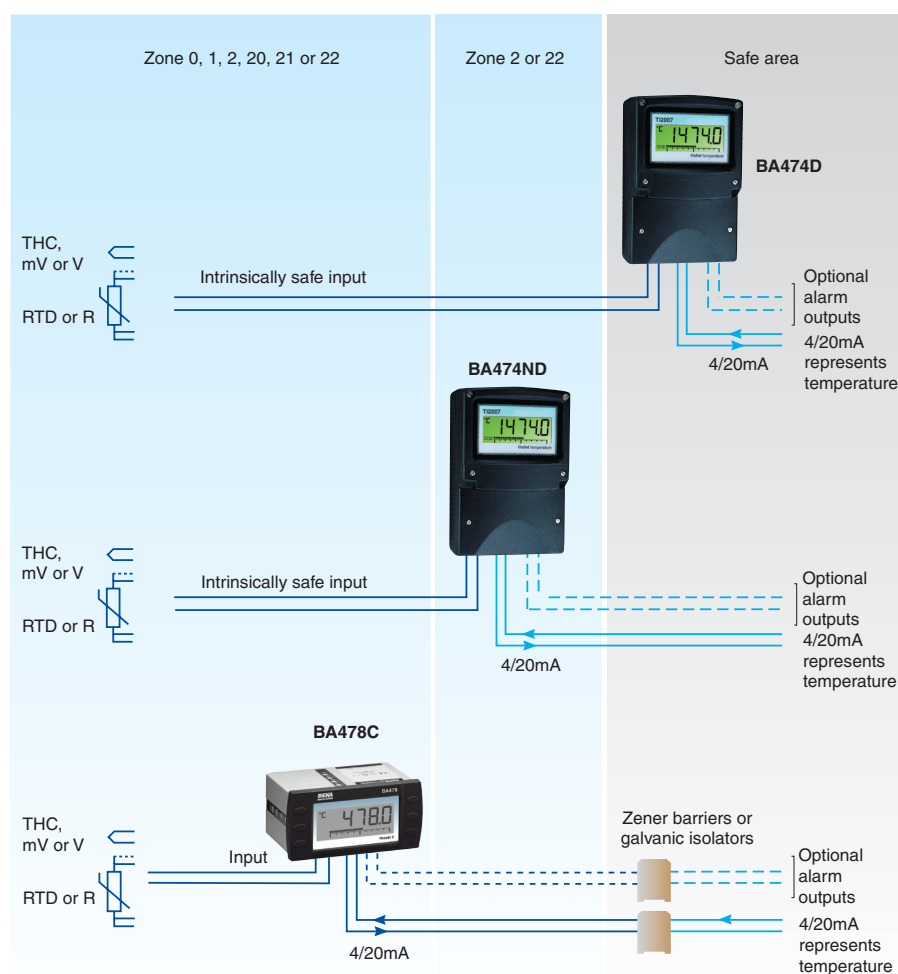 Zone 0, 1, 2, 20, 21 or 22
Zone 2 or 22
Safe area
TI2007
°C 1474.0
Outlet temperature
BA474D
THC,
mV or V
RTD or R
Intrinsically safe input
Optional
alarm
outputs
4/20mA
4/20mA
represents
temperature
BA474ND
TI2007
°C 1474.0
Outlet temperature
THC,
mV or V
RTD or R
Intrinsically safe input
Optional
alarm
outputs
4/20mA
4/20mA
represents
temperature
BA478C
BEKA
BA478
°C 478.0
Vessel 5
THC,
mV or V
RTD or R
Input
Zener barriers or
galvanic isolators
Optional
alarm
outputs
4/20mA
4/20mA
represents
temperature